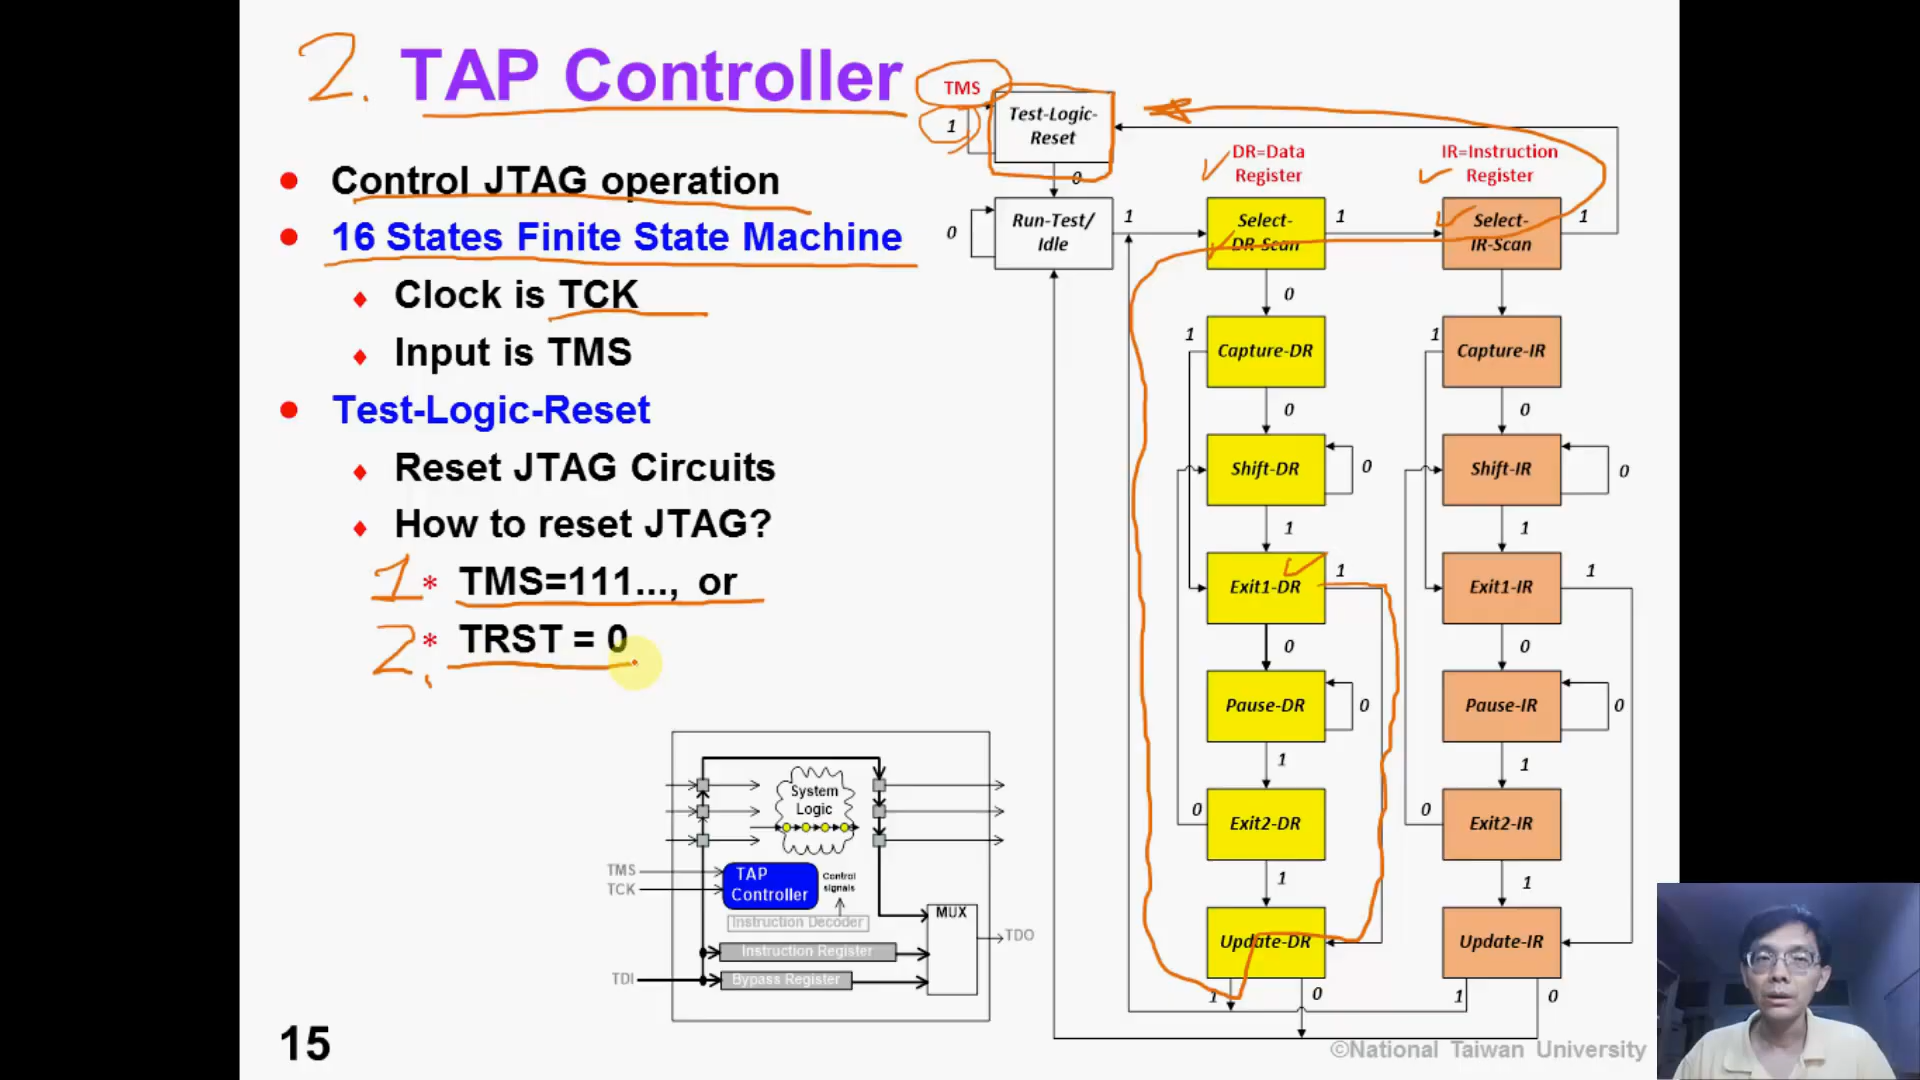 2. TAP Controller
Control JTAG operation
16 States Finite State Machine
Clock is TCK
Input is TMS
Test-Logic-Reset
Reset JTAG Circuits
How to reset JTAG?
1 * TMS=111..., or
2. * TRST = 0
15
TMS
1
Test-Logic-
Reset
0
DR=Data
Register
IR=Instruction
Register
0
Run-Test/
Idle
1
Select-
DR-Scan
1
Select-
IR-Scan
1
0
1
Capture-DR
1
Capture-IR
0
0
Shift-DR
0
Shift-IR
0
1
1
Exit1-DR
1
Exit1-IR
1
0
0
Pause-DR
0
Pause-IR
0
1
1
0
Exit2-DR
0
Exit2-IR
1
1
Update-DR
Update-IR
1
0
1
0
System
Logic
TMS
TCK
TAP
Controller
Control
signals
Instruction Decoder
MUX
TDO
Instruction Register
TDI
Bypass Register
©National Taiwan University